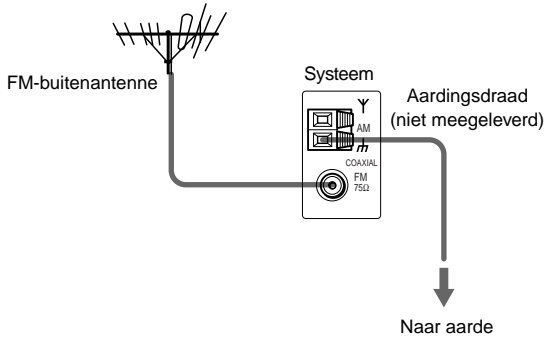 FM-buitenantenne
Systeem
Aardingsdraad
(niet meegeleverd)
AM
COAXIAL
FM
75Ω
Naar aarde